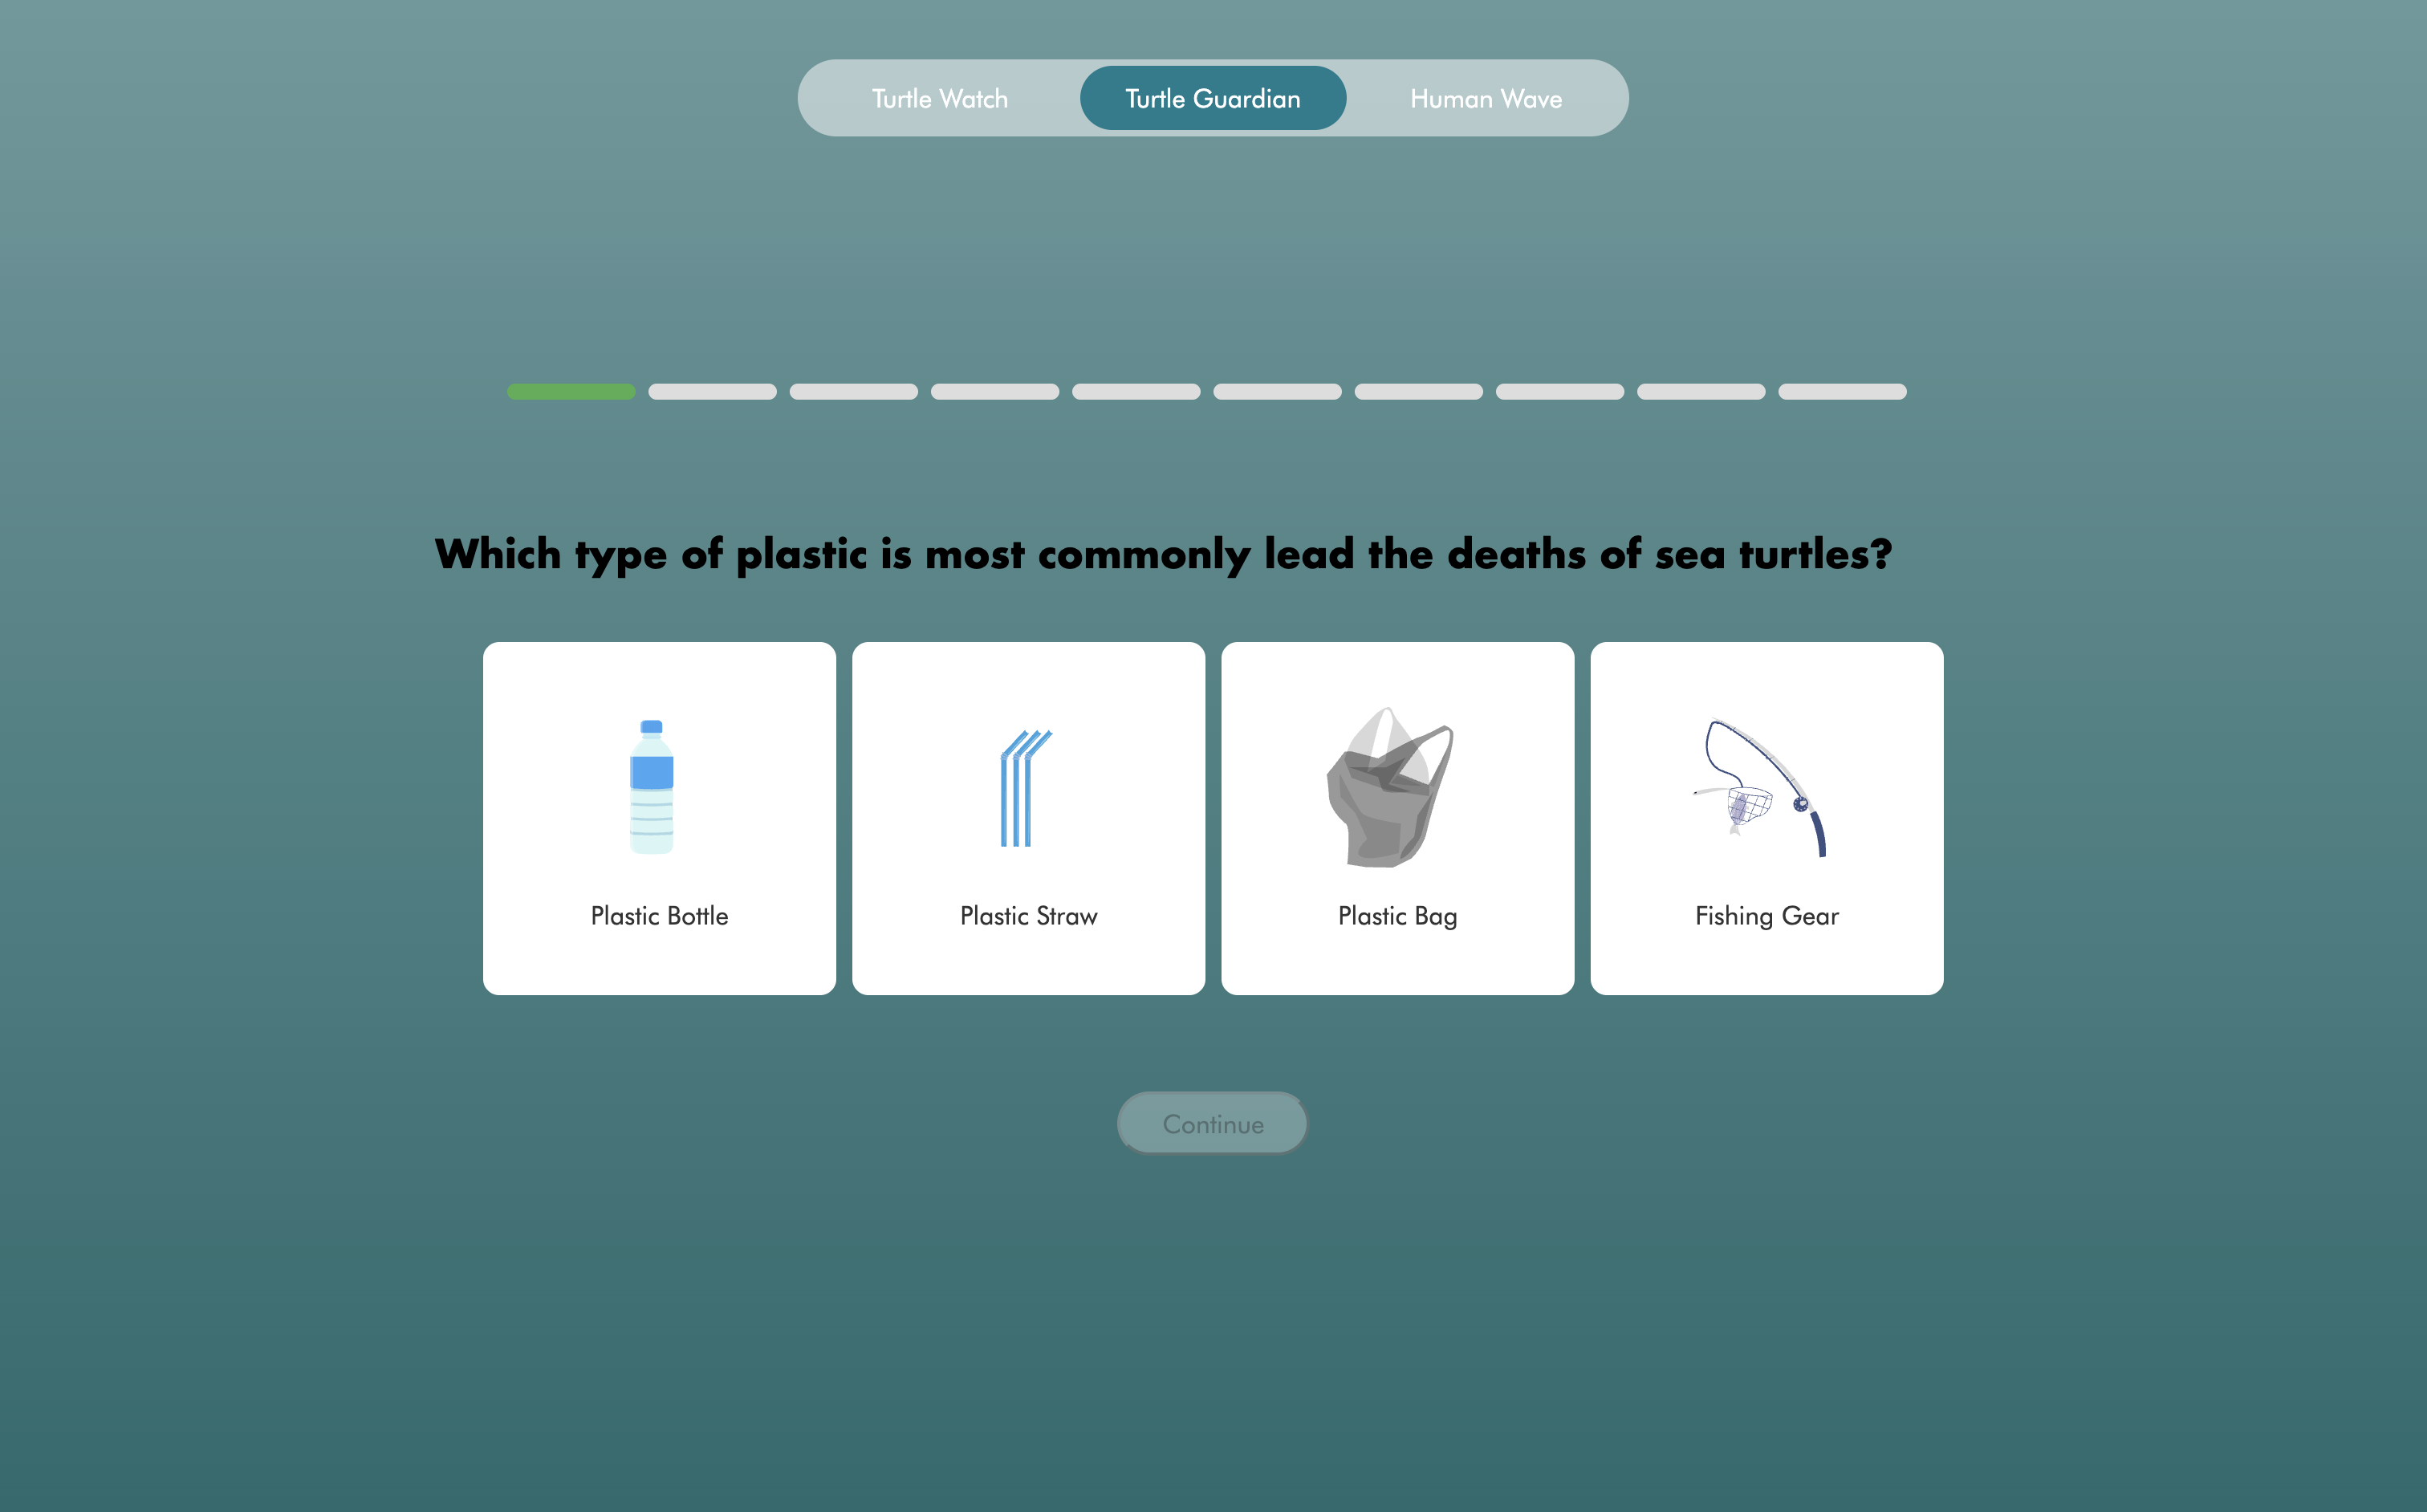 Turtle Watch
Turtle Guardian
Human Wave
Which type of plastic is most commonly lead the deaths of sea turtles?
Plastic Bottle
Plastic Straw
Plastic Bag
Fishing Gear
Continue